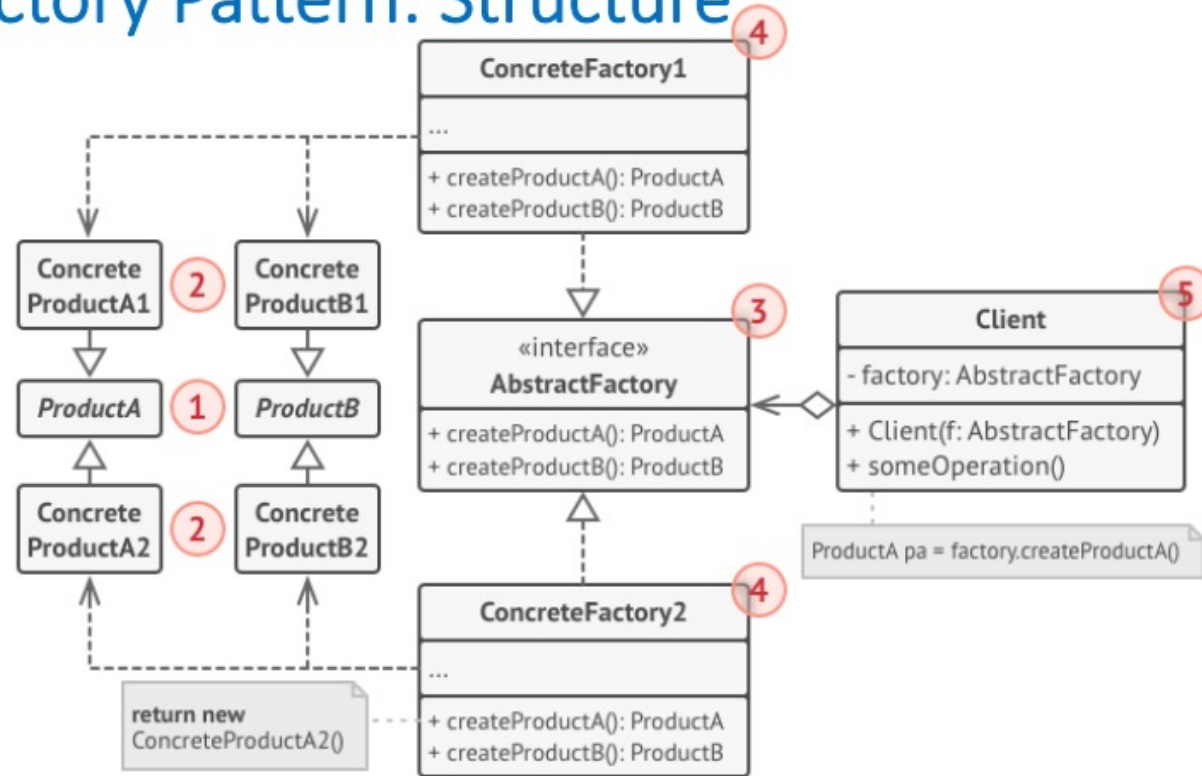 ctory Pattern: Structure
4
ConcreteFactory1
...
+ createProductA(): ProductA
+ createProductB(): ProductB
Concrete
ProductA1
2
Concrete
ProductB1
ProductA
1
ProductB
Concrete
ProductA2
2
Concrete
ProductB2
3
«interface»
AbstractFactory
+ createProductA(): ProductA
+ createProductB(): ProductB
5
Client
- factory: AbstractFactory
+ Client(f: AbstractFactory)
+ someOperation()
ProductA pa = factory.createProductA()
4
ConcreteFactory2
...
+ createProductA(): ProductA
+ createProductB(): ProductB
return new
ConcreteProductA2()